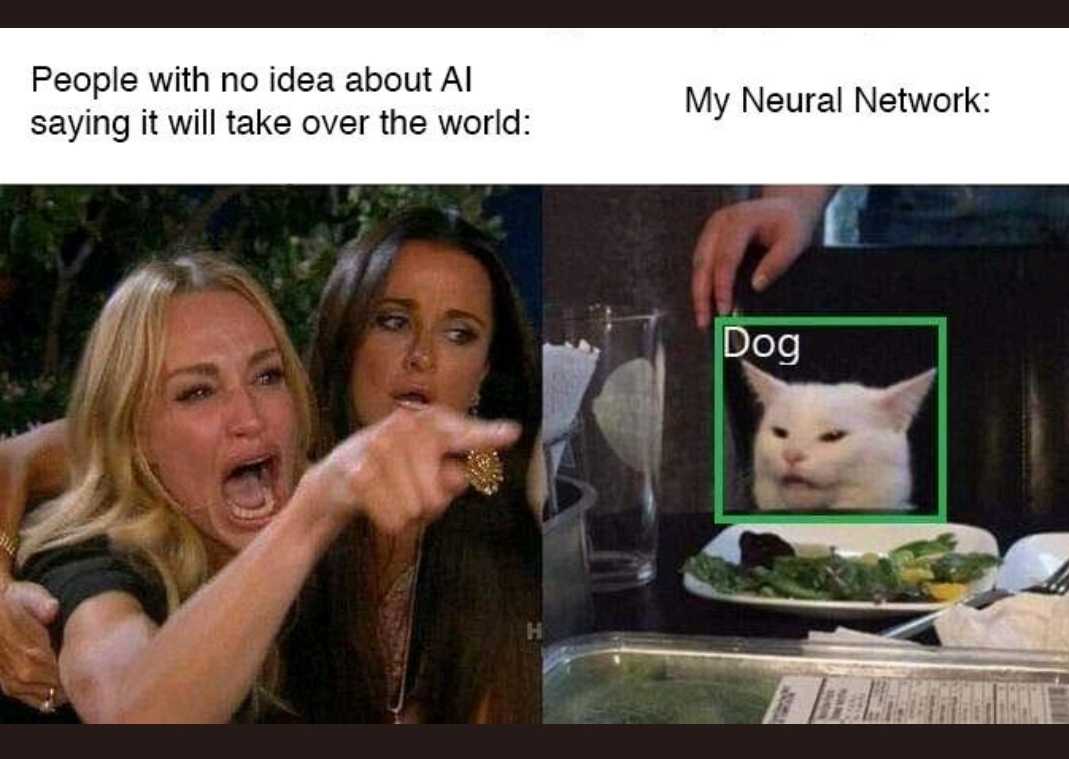 People with no idea about AI
saying it will take over the world:
My Neural Network:
Dog
H